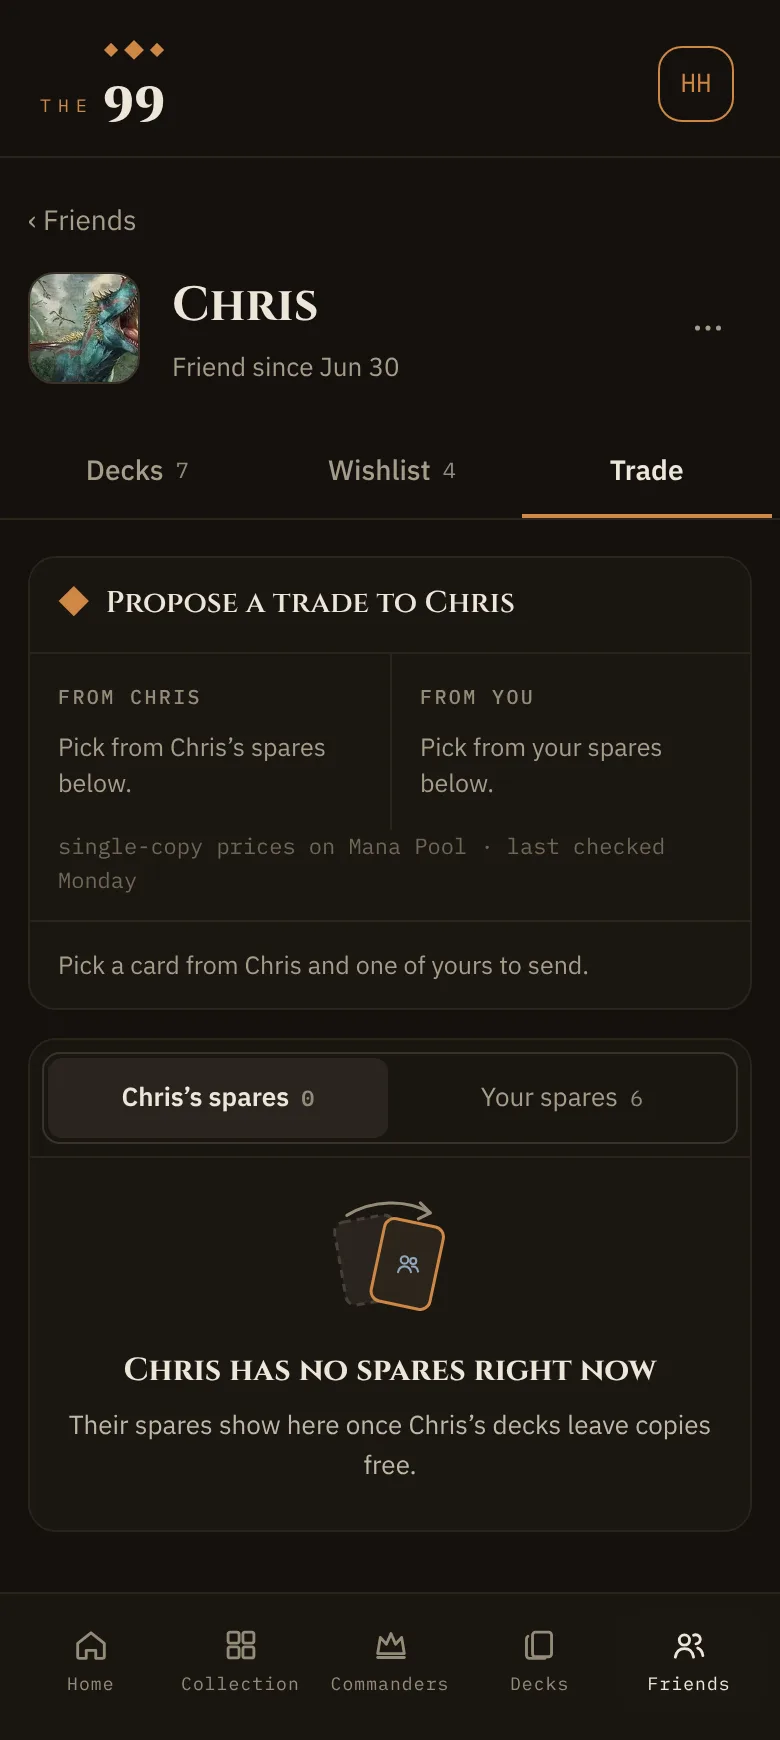 THE 99
HH
‹ Friends
Chris
Friend since Jun 30
Decks 7
Wishlist 4
Trade
Propose a trade to Chris
FROM CHRIS
Pick from Chris’s spares
below.
FROM YOU
Pick from your spares
below.
single-copy prices on Mana Pool · last checked
Monday
Pick a card from Chris and one of yours to send.
Chris’s spares 0
Your spares 6
Chris has no spares right now
Their spares show here once Chris’s decks leave copies
free.
Home
Collection
Commanders
Decks
Friends